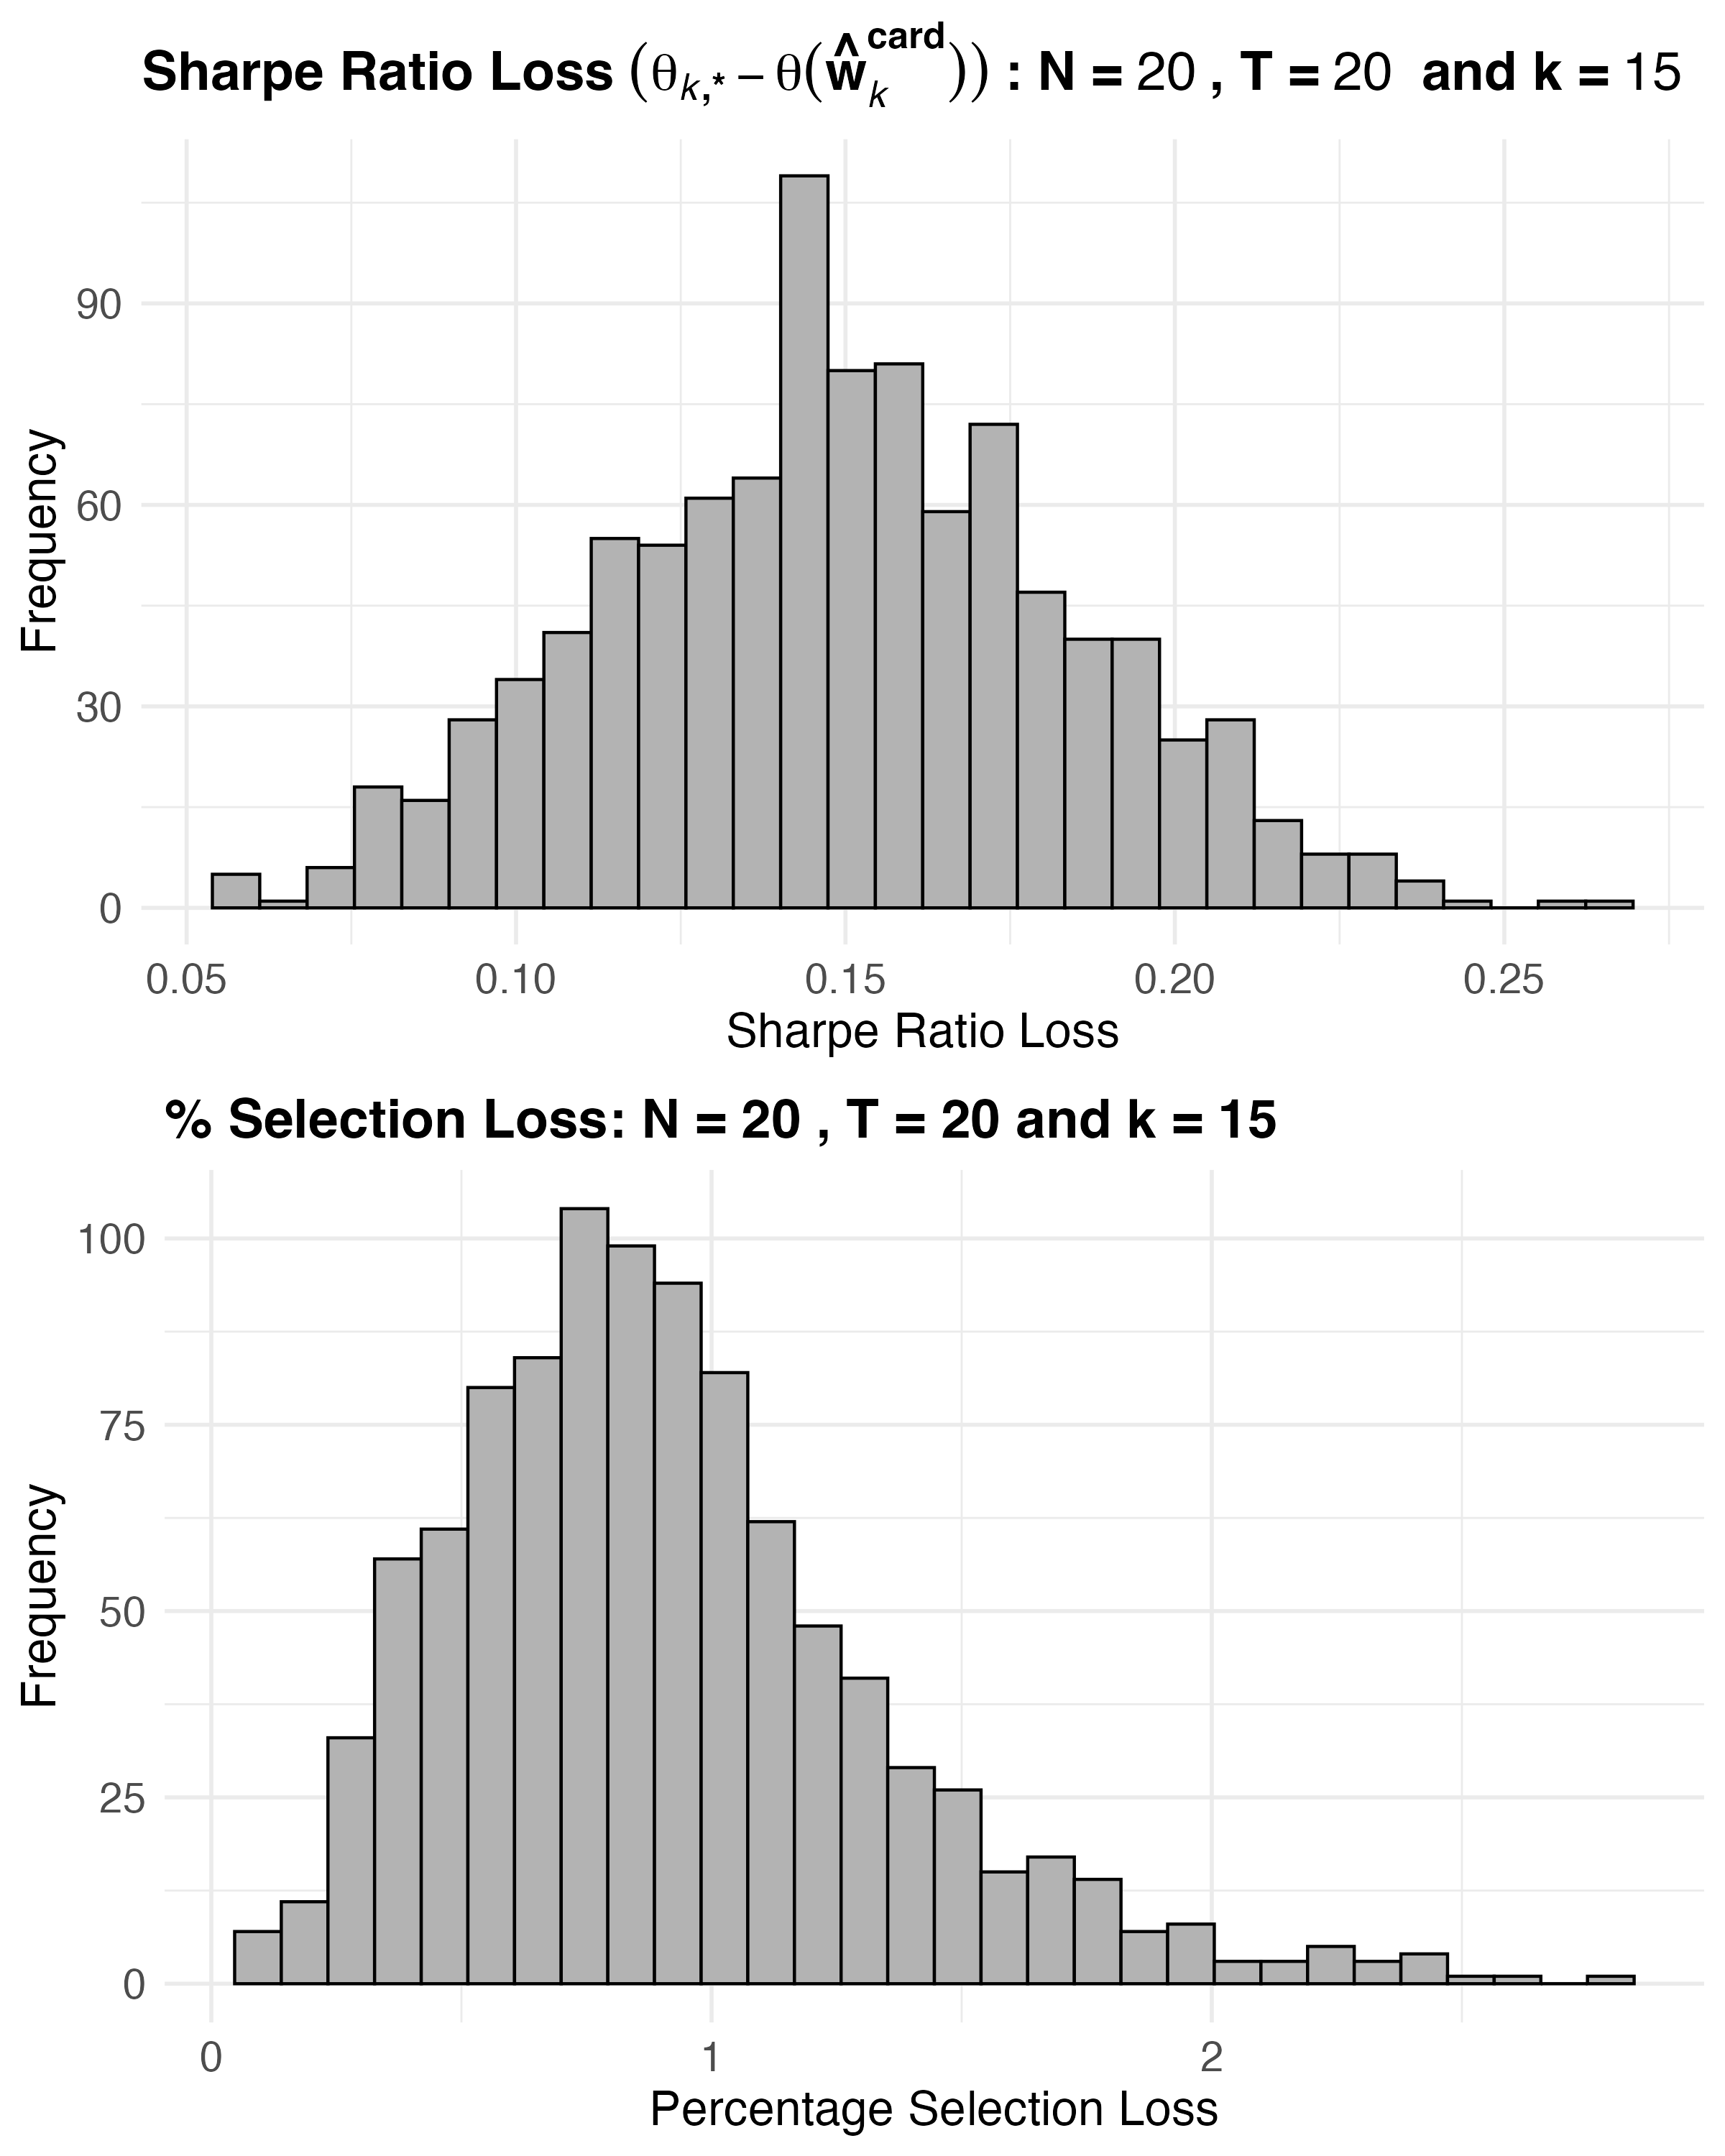 Sharpe Ratio Loss (θk,* − θ(ŵk^card)) : N = 20 , T = 20 and k = 15
90
60
30
0
Frequency
0.05 0.10 0.15 0.20 0.25
Sharpe Ratio Loss
% Selection Loss: N = 20 , T = 20 and k = 15
100
75
50
25
0
Frequency
0 1 2
Percentage Selection Loss